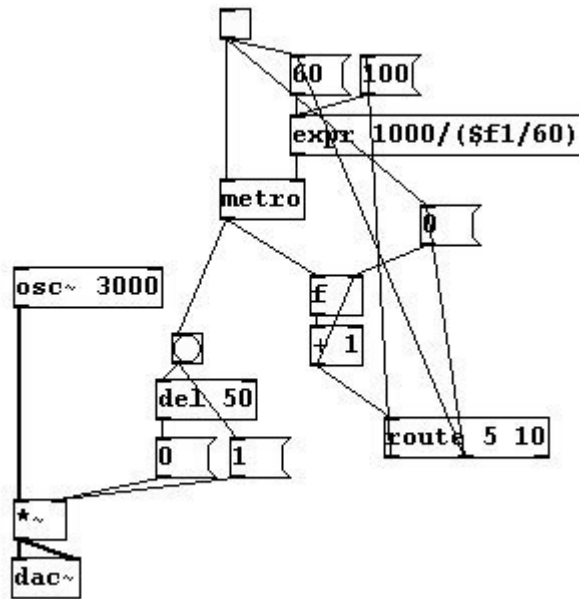 60 100
expr 1000/($f1/60)
metro
0
osc~ 3000
f
+ 1
del 50
route 5 10
0 1
*~
dac~